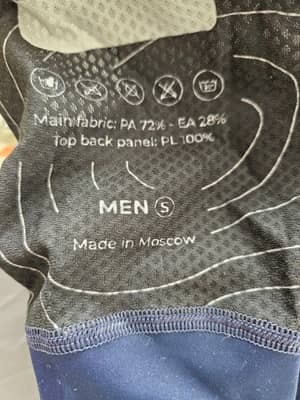 Main fabric: PA 72% - EA 28%
Top back panel: PL 100%
MEN S
Made in Moscow